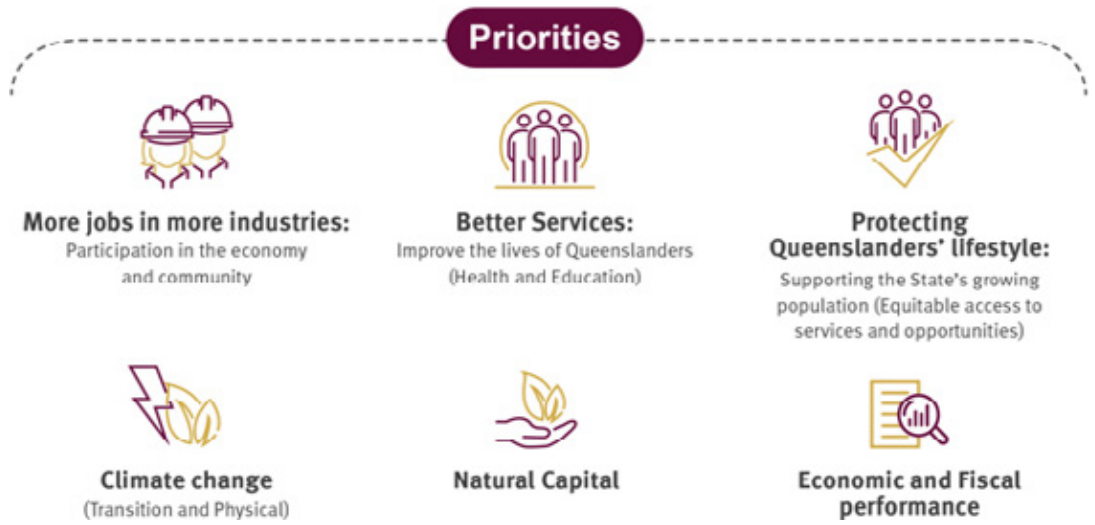 Priorities
More jobs in more industries:
Participation in the economy
and community
Better Services:
Improve the lives of Queenslanders
(Health and Education)
Protecting
Queenslanders' lifestyle:
Supporting the State's growing
population (Equitable access to
services and opportunities)
Climate change
(Transition and Physical)
Natural Capital
Economic and Fiscal
performance